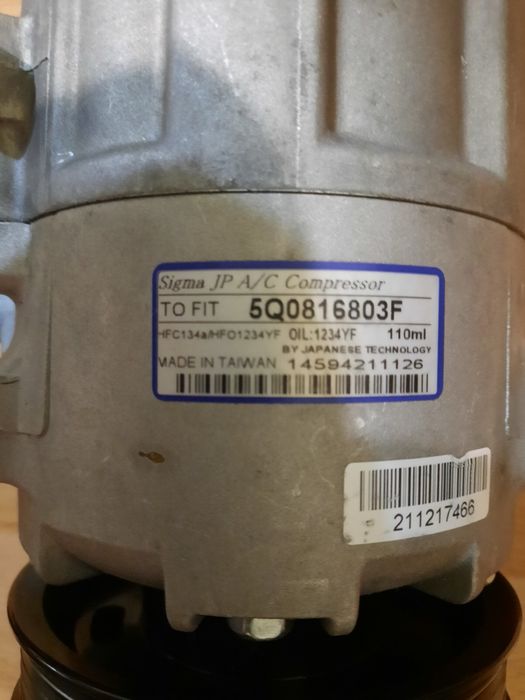 Sigma JP A/C Compressor
TO FIT 5Q0816803F
HFC134a/HFO1234YF OIL:1234YF 110ml
BY JAPANESE TECHNOLOGY
MADE IN TAIWAN 14594211126
211217466